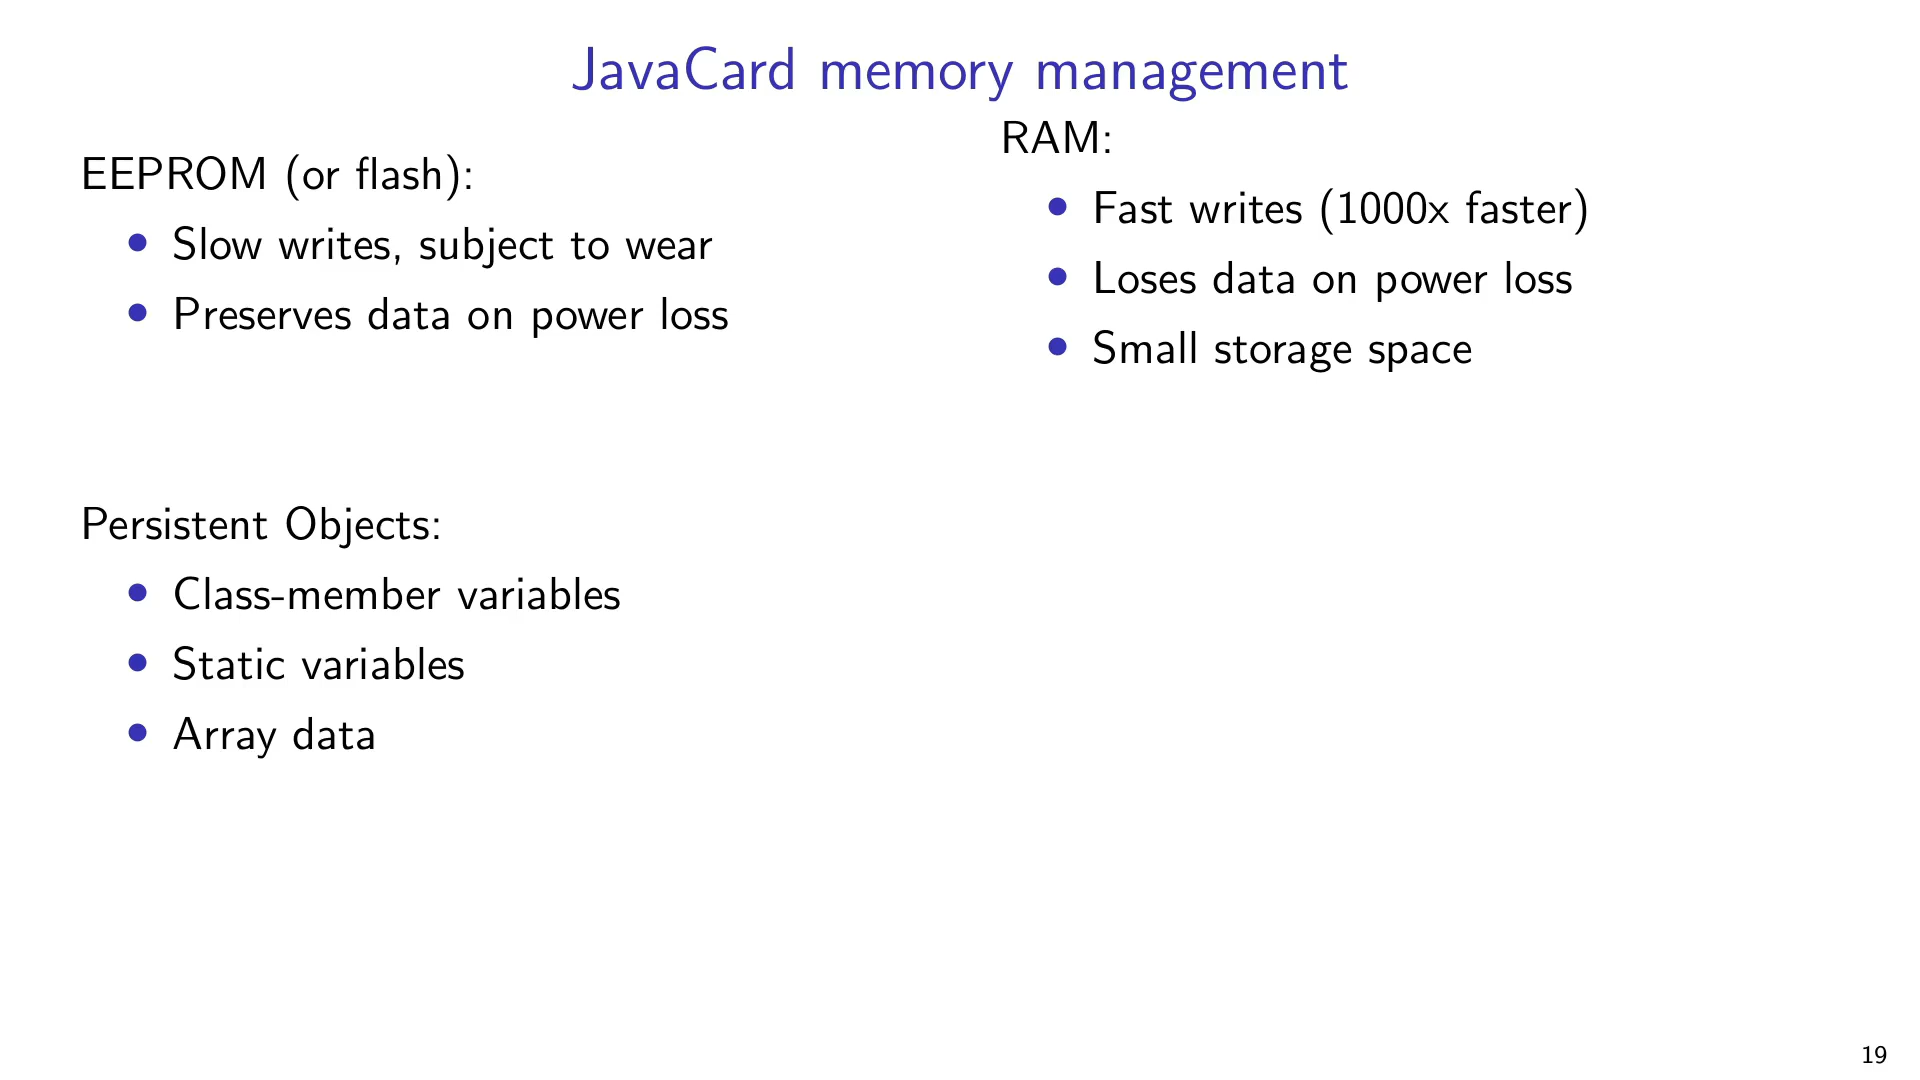 JavaCard memory management
EEPROM (or flash):
• Slow writes, subject to wear
• Preserves data on power loss
Persistent Objects:
• Class-member variables
• Static variables
• Array data
RAM:
• Fast writes (1000x faster)
• Loses data on power loss
• Small storage space
19